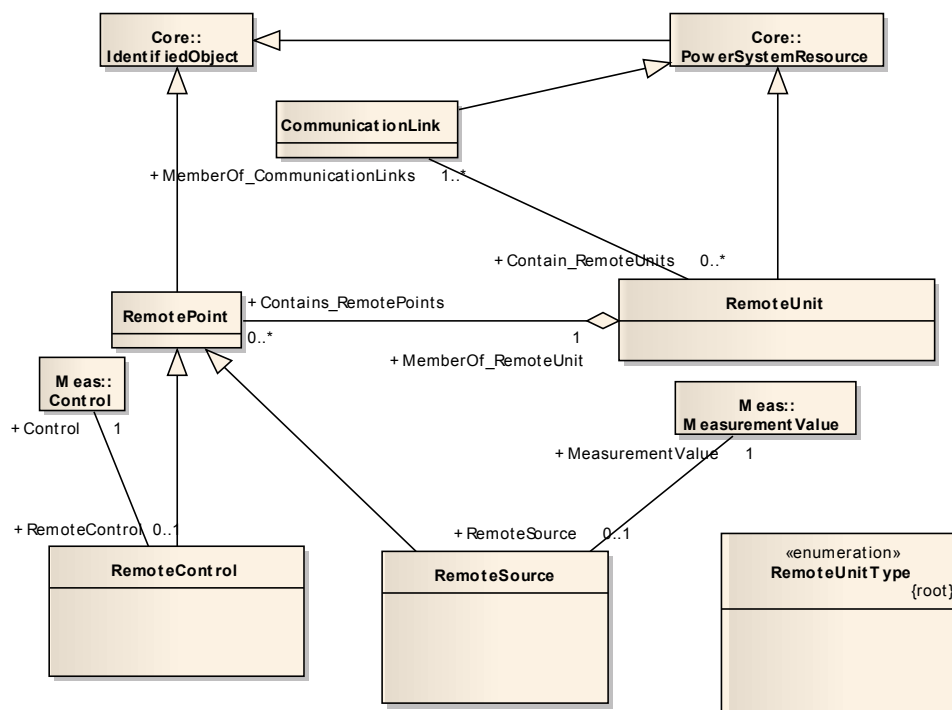 Core::
IdentifiedObject
Core::
PowerSystemResource
CommunicationLink
+MemberOf_CommunicationLinks 1..*
+Contain_RemoteUnits 0..*
RemotePoint
+Contains_RemotePoints
0..*
1
+MemberOf_RemoteUnit
RemoteUnit
Meas::
Control
+Control 1
Meas::
MeasurementValue
+MeasurementValue 1
+RemoteControl 0..1
+RemoteSource 0..1
RemoteControl
RemoteSource
«enumeration»
RemoteUnitType
{root}